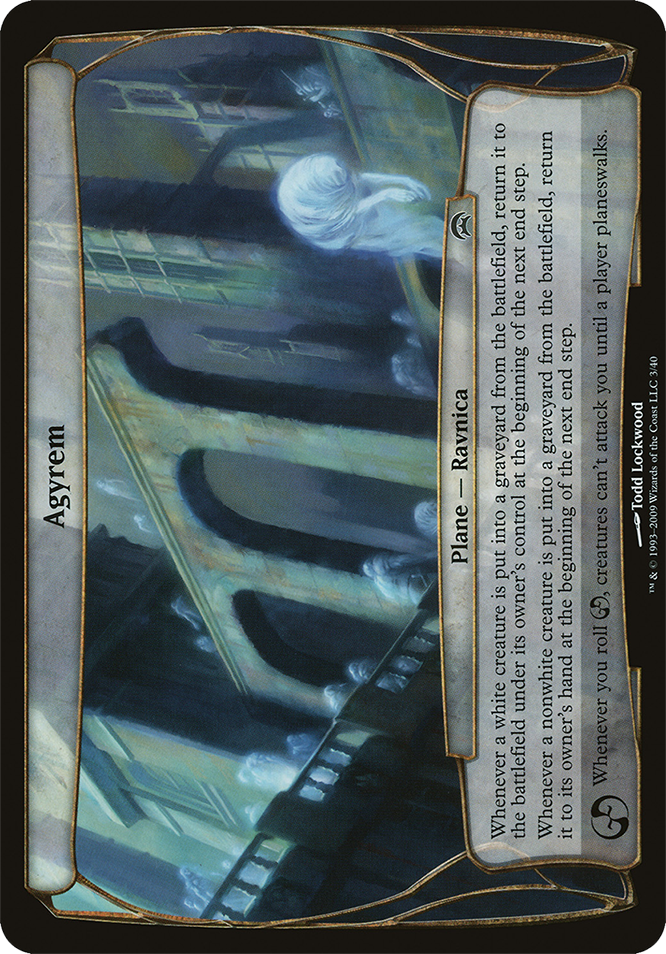 Agyrem
Plane — Ravnica
Whenever a white creature is put into a graveyard from the battlefield, return it to
the battlefield under its owner's control at the beginning of the next end step.
Whenever a nonwhite creature is put into a graveyard from the battlefield, return
it to its owner's hand at the beginning of the next end step.
Whenever you roll , creatures can't attack you until a player planeswalks.
Todd Lockwood
™ & © 1993–2009 Wizards of the Coast LLC 3/40